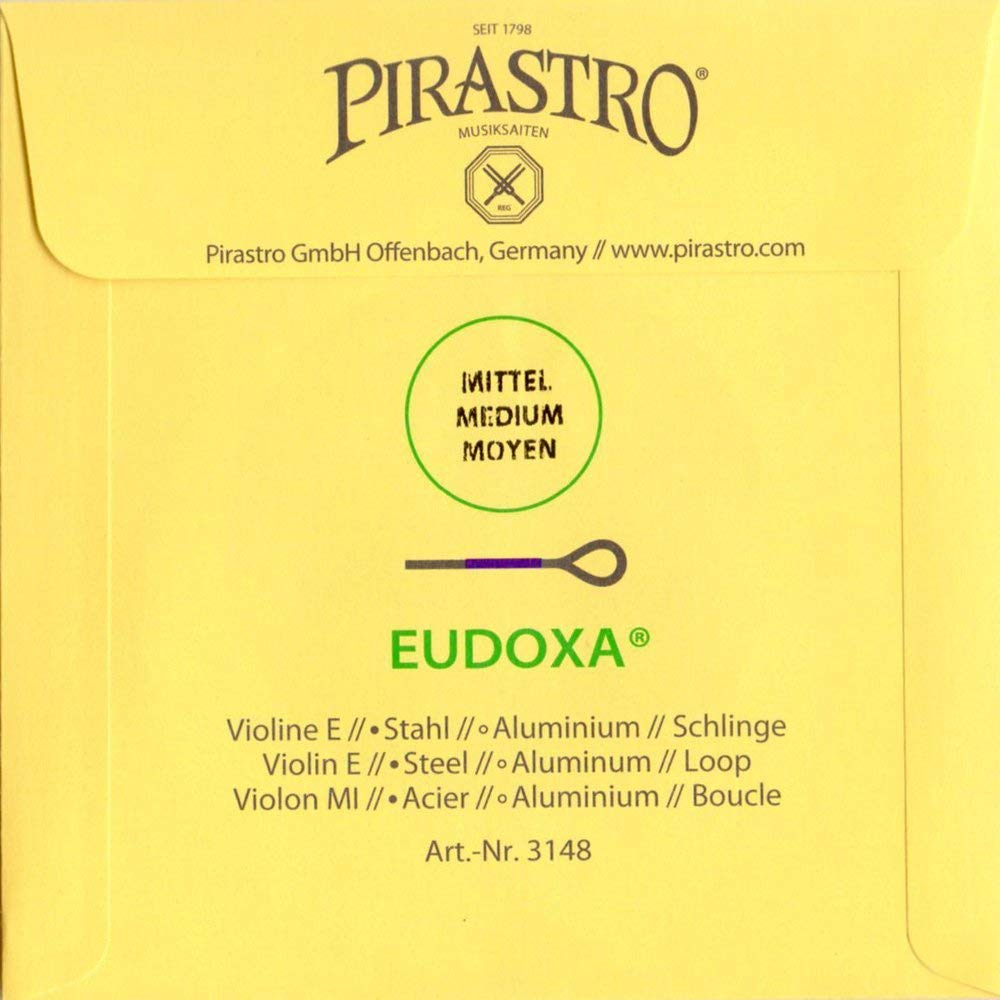 SEIT 1798
PIRASTRO®
MUSIKSAITEN
REG
Pirastro GmbH Offenbach, Germany // www.pirastro.com
MITTEL
MEDIUM
MOYEN
EUDOXA®
Violine E // • Stahl // ∘ Aluminium // Schlinge
Violin E // • Steel // ∘ Aluminum // Loop
Violon MI // • Acier // ∘ Aluminium // Boucle
Art.-Nr. 3148